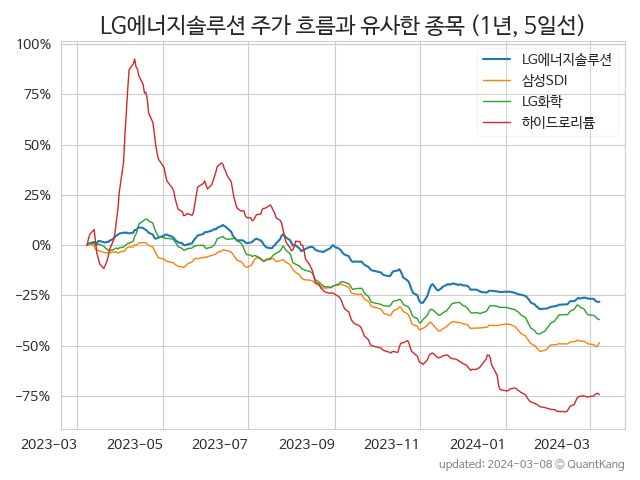 LG에너지솔루션 주가 흐름과 유사한 종목 (1년, 5일선)
LG에너지솔루션
삼성SDI
LG화학
하이드로리튬
100%
75%
50%
25%
0%
−25%
−50%
−75%
2023-03 2023-05 2023-07 2023-09 2023-11 2024-01 2024-03
updated: 2024-03-08 © QuantKang